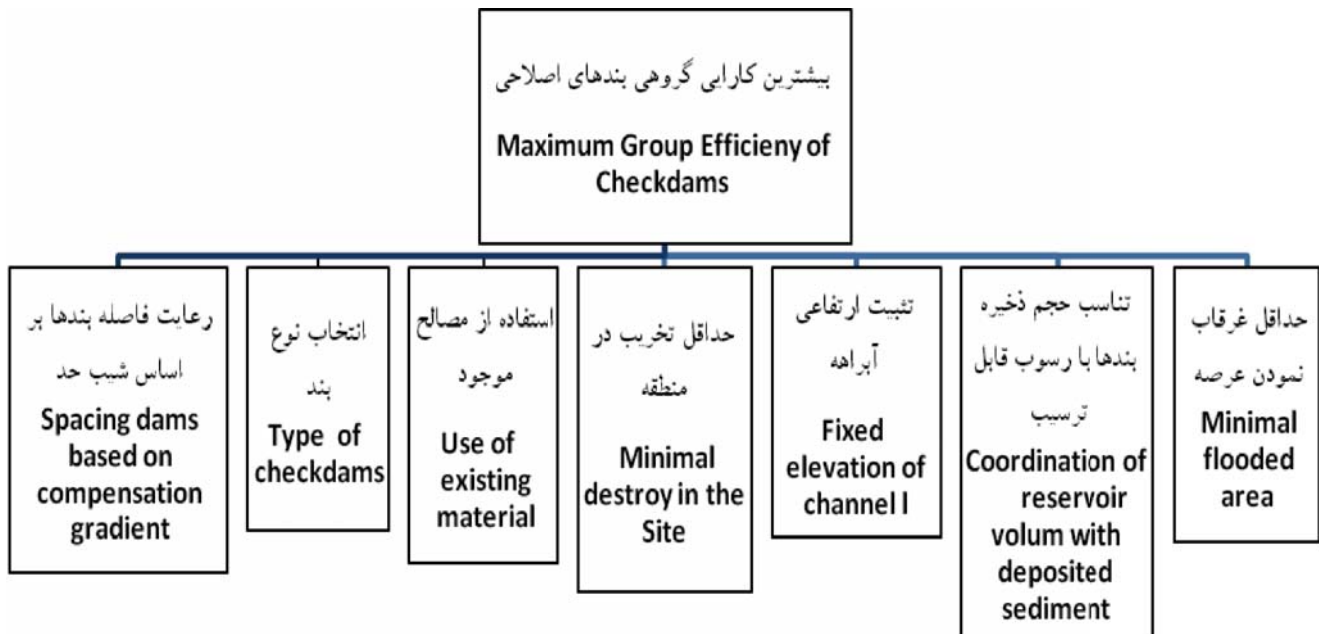 بیشترین کارایی گروهی بندهای اصلاحی
Maximum Group Efficieny of
Checkdams
رعایت فاصله بندها بر
اساس شیب حد
Spacing dams
based on
compensation
gradient
انتخاب نوع
بند
Type of
checkdams
استفاده از مصالح
موجود
Use of
existing
material
حداقل تخریب در
منطقه
Minimal
destroy in the
Site
تثبیت ارتفاعی
آبراهه
Fixed
elevation of
channel I
تناسب حجم ذخیره
بندها با رسوب قابل
ترسیب
Coordination of
reservoir
volum with
deposited
sediment
حداقل غرقاب
نمودن عرصه
Minimal
flooded
area